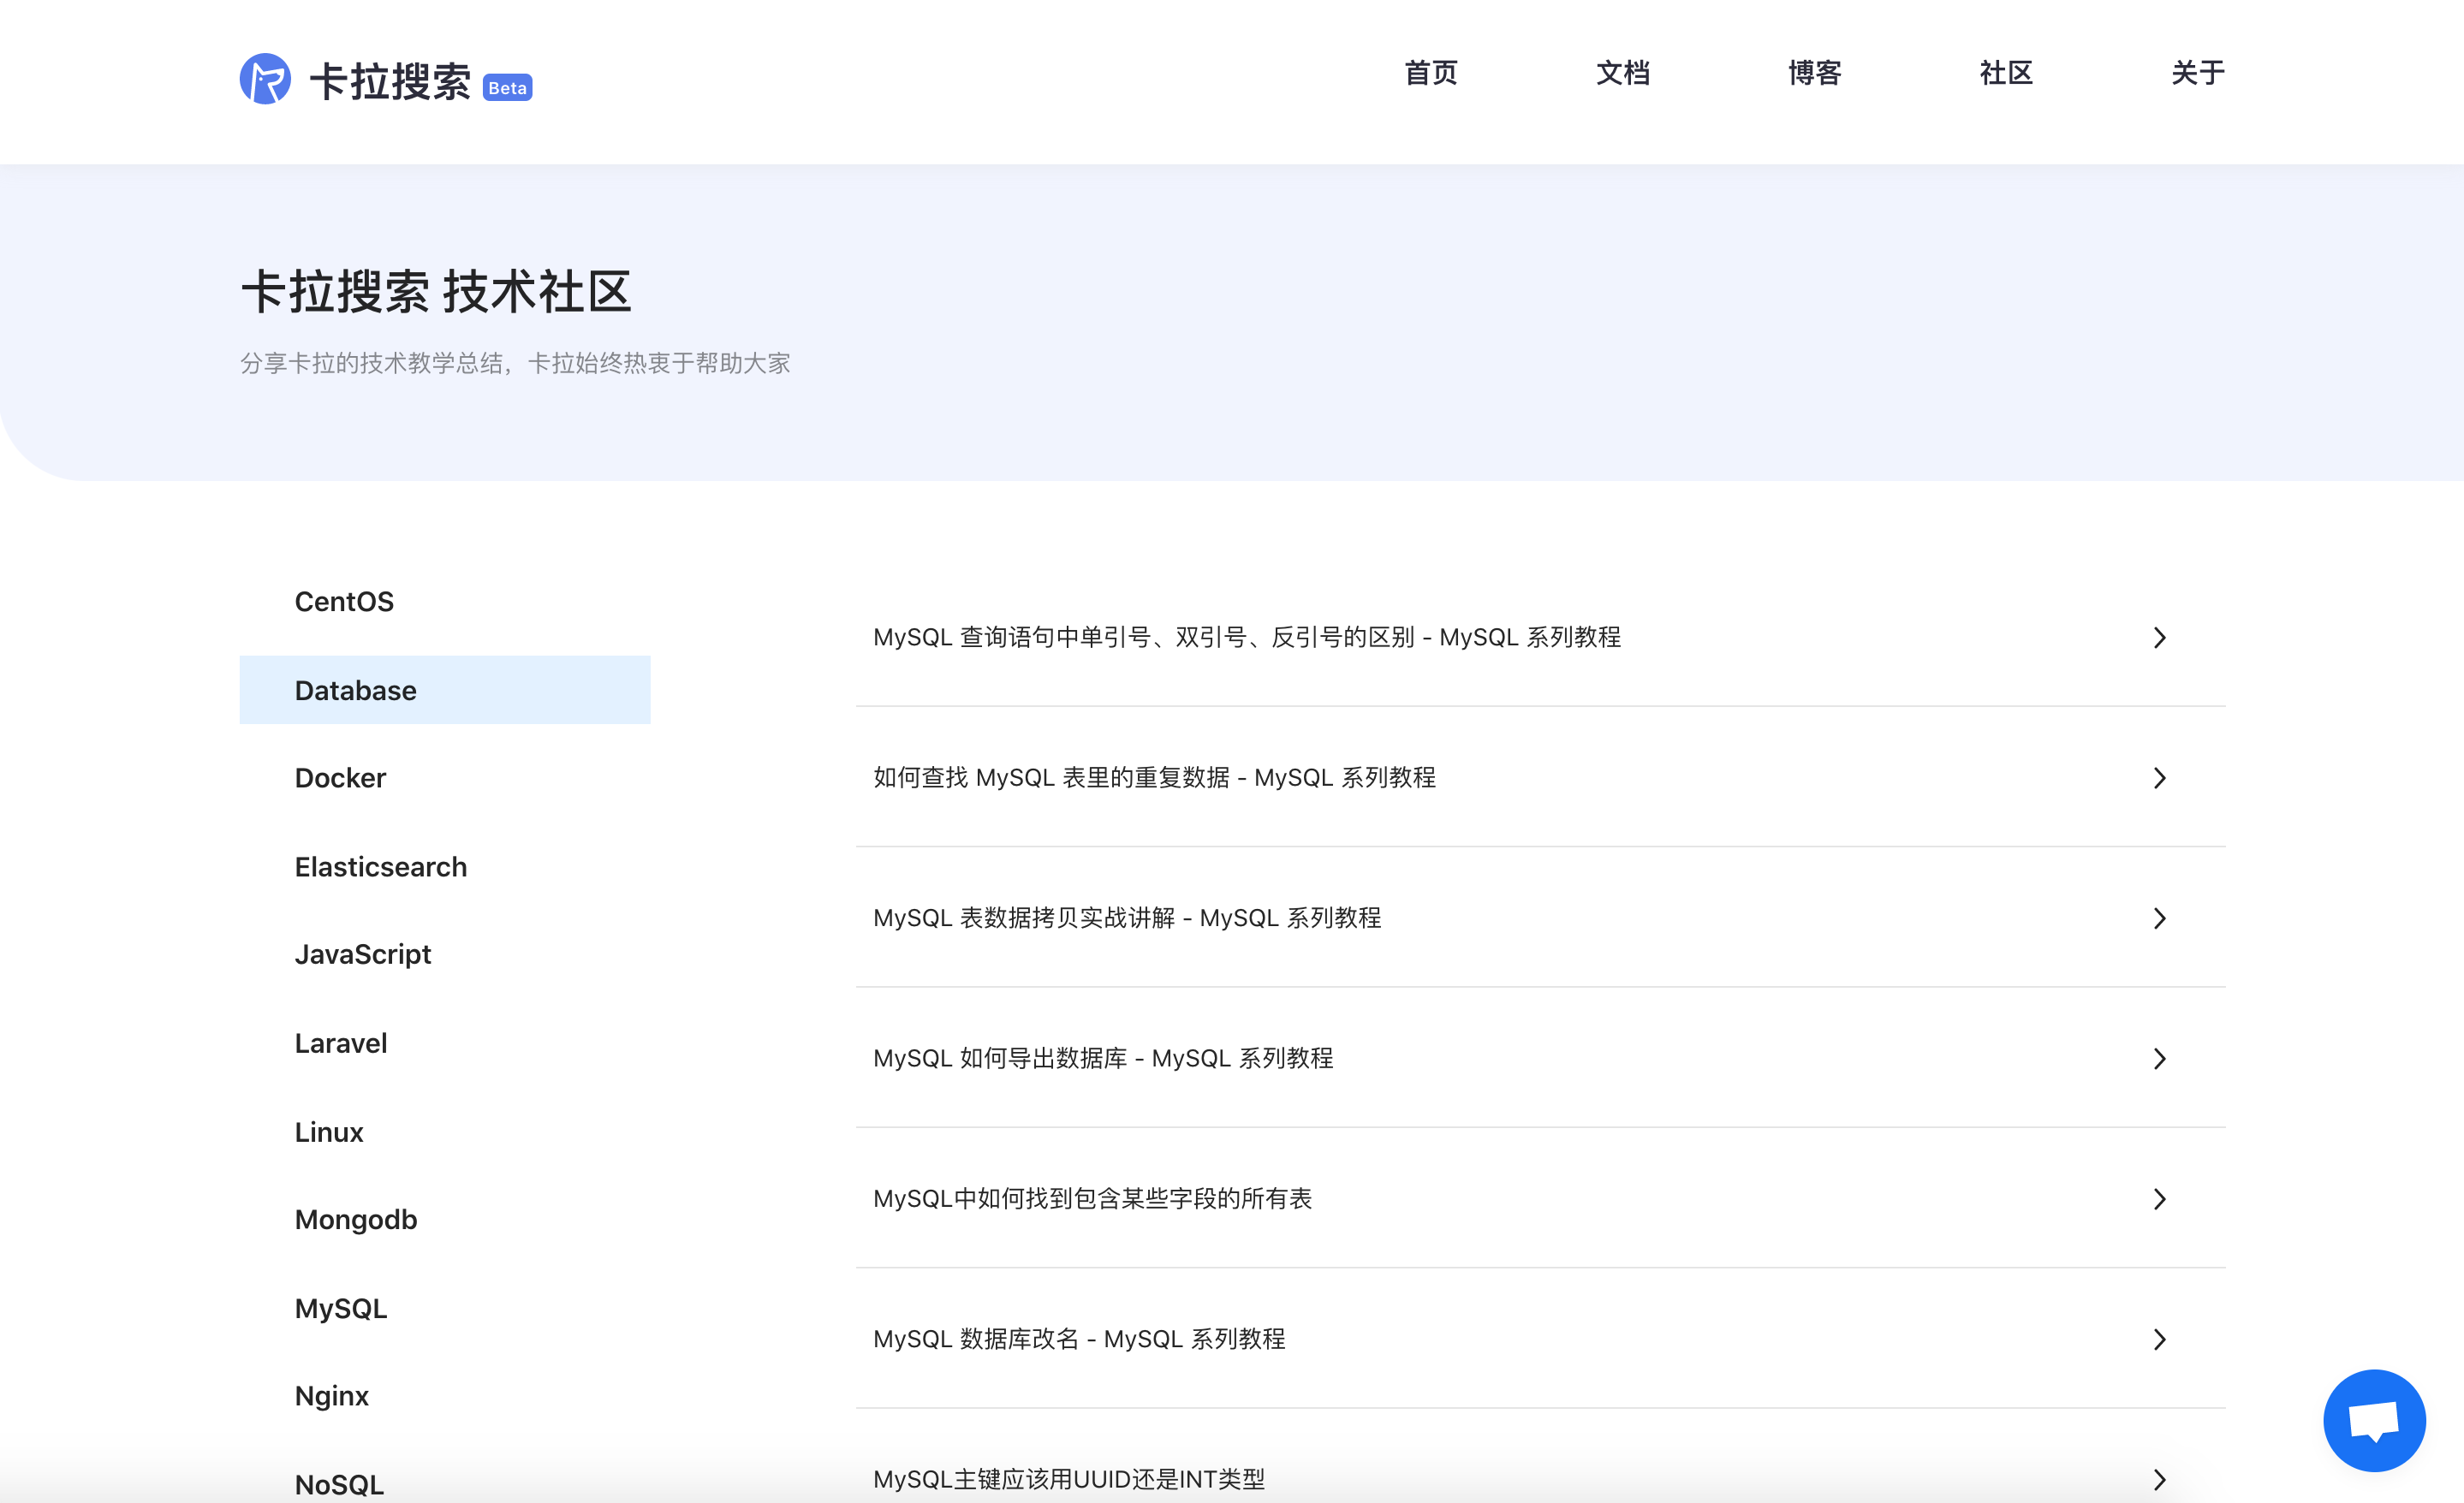 卡拉搜索 Beta
首页 文档 博客 社区 关于
卡拉搜索 技术社区
分享卡拉的技术教学总结，卡拉始终热衷于帮助大家
CentOS
Database
Docker
Elasticsearch
JavaScript
Laravel
Linux
Mongodb
MySQL
Nginx
NoSQL
MySQL 查询语句中单引号、双引号、反引号的区别 - MySQL 系列教程
如何查找 MySQL 表里的重复数据 - MySQL 系列教程
MySQL 表数据拷贝实战讲解 - MySQL 系列教程
MySQL 如何导出数据库 - MySQL 系列教程
MySQL中如何找到包含某些字段的所有表
MySQL 数据库改名 - MySQL 系列教程
MySQL主键应该用UUID还是INT类型